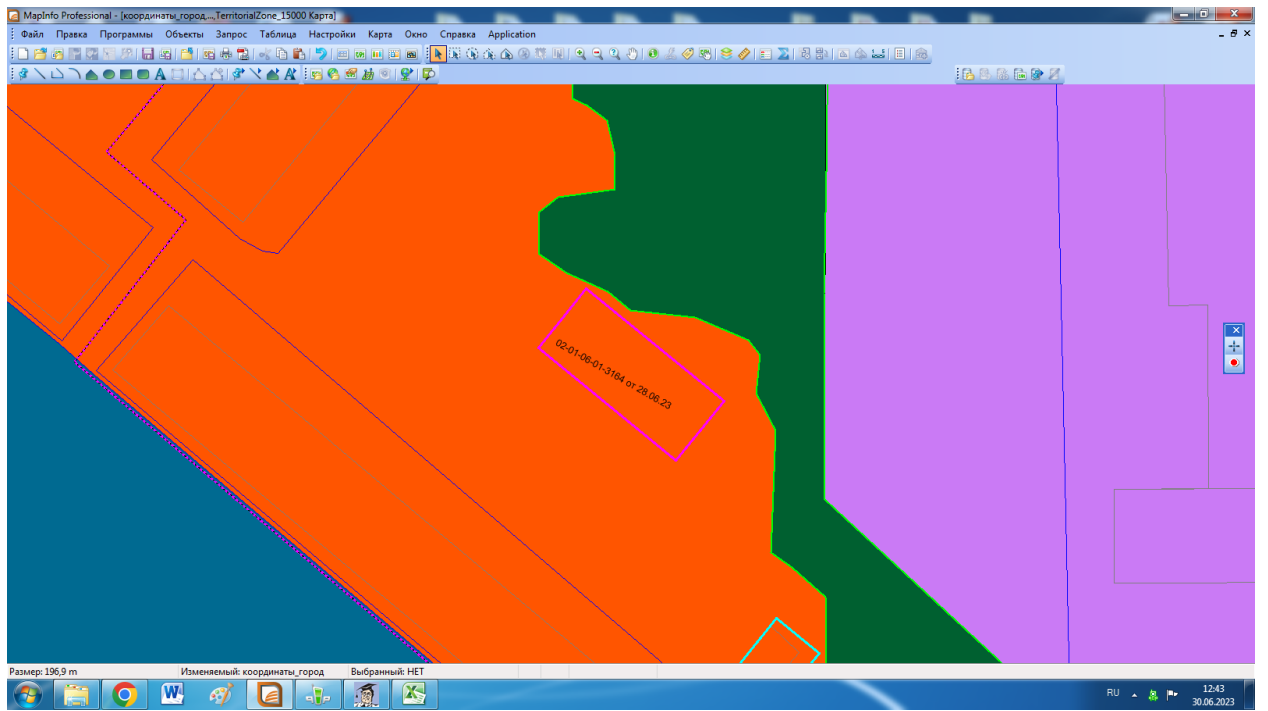 MapInfo Professional - [координаты_город,...,TerritorialZone_15000 Карта]
Файл Правка Программы Объекты Запрос Таблица Настройки Карта Окно Справка Application
02-01-06-01-3164 от 28.06.23
Размер: 196,9 m Изменяемый: координаты_город Выбранный: НЕТ
RU 12:43
30.06.2023